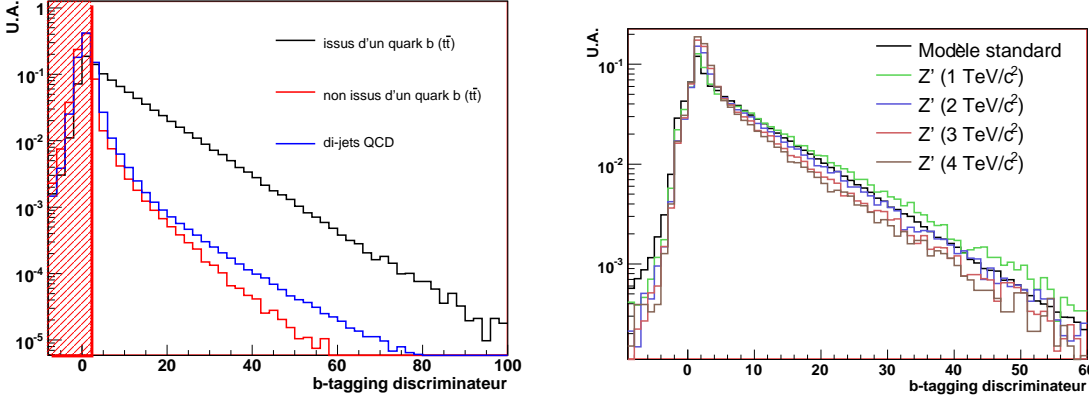 U.A.
1
10⁻¹
10⁻²
10⁻³
10⁻⁴
10⁻⁵
issus d'un quark b (tt̄)
non issus d'un quark b (tt̄)
di-jets QCD
0 20 40 60 80 100
b-tagging discriminateur
U.A.
10⁻¹
10⁻²
10⁻³
Modèle standard
Z' (1 TeV/c²)
Z' (2 TeV/c²)
Z' (3 TeV/c²)
Z' (4 TeV/c²)
0 10 20 30 40 50 60
b-tagging discriminateur